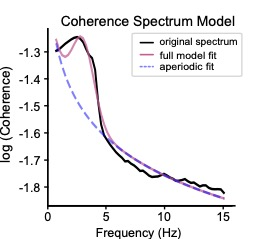 Coherence Spectrum Model
original spectrum
full model fit
aperiodic fit
log (Coherence)
-1.3
-1.4
-1.5
-1.6
-1.7
-1.8
0 5 10 15
Frequency (Hz)